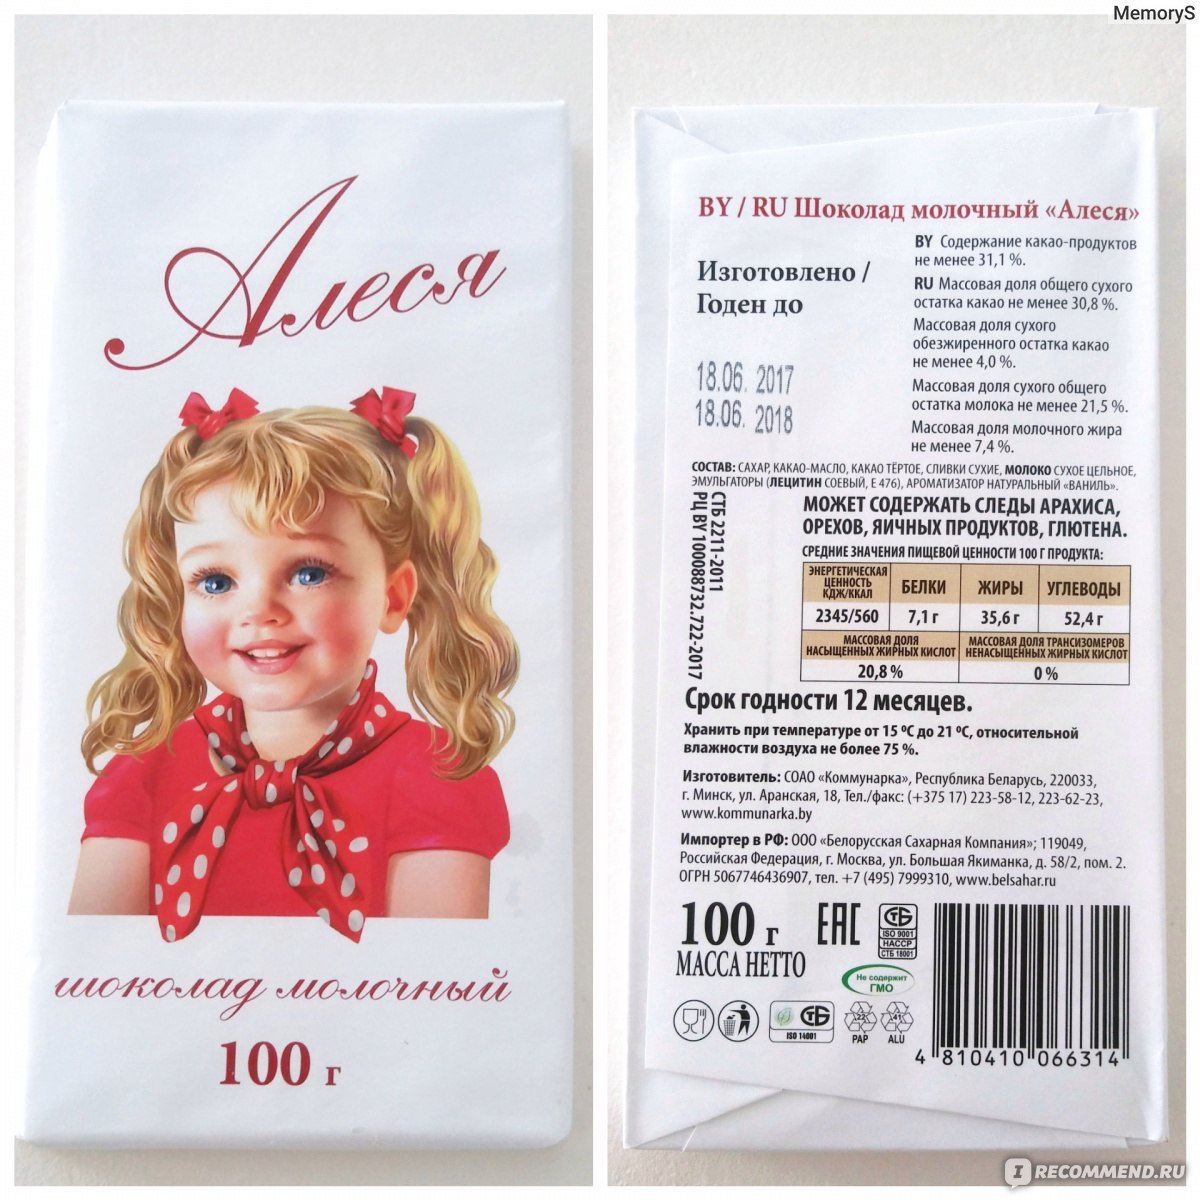 MemoryS
Алеся
шоколад молочный
100 г
BY / RU Шоколад молочный «Алеся»
Изготовлено /
Годен до
18.06. 2017
18.06. 2018
BY Содержание какао-продуктов
не менее 31,1 %.
RU Массовая доля общего сухого
остатка какао не менее 30,8 %.
Массовая доля сухого
обезжиренного остатка какао
не менее 4,0 %.
Массовая доля сухого общего
остатка молока не менее 21,5 %.
Массовая доля молочного жира
не менее 7,4 %.
СОСТАВ: САХАР, КАКАО-МАСЛО, КАКАО ТЁРТОЕ, СЛИВКИ СУХИЕ, МОЛОКО СУХОЕ ЦЕЛЬНОЕ,
ЭМУЛЬГАТОРЫ (ЛЕЦИТИН СОЕВЫЙ, Е 476), АРОМАТИЗАТОР НАТУРАЛЬНЫЙ «ВАНИЛЬ».
СТБ 2211-2011
РЦ BY 100088732.722-2017
МОЖЕТ СОДЕРЖАТЬ СЛЕДЫ АРАХИСА,
ОРЕХОВ, ЯИЧНЫХ ПРОДУКТОВ, ГЛЮТЕНА.
СРЕДНИЕ ЗНАЧЕНИЯ ПИЩЕВОЙ ЦЕННОСТИ 100 Г ПРОДУКТА:
ЭНЕРГЕТИЧЕСКАЯ
ЦЕННОСТЬ
КДЖ/ККАЛ
БЕЛКИ
ЖИРЫ
УГЛЕВОДЫ
2345/560
7,1 г
35,6 г
52,4 г
МАССОВАЯ ДОЛЯ
НАСЫЩЕННЫХ ЖИРНЫХ КИСЛОТ
МАССОВАЯ ДОЛЯ ТРАНСИЗОМЕРОВ
НЕНАСЫЩЕННЫХ ЖИРНЫХ КИСЛОТ
20,8 %
0 %
Срок годности 12 месяцев.
Хранить при температуре от 15 ºС до 21 ºС, относительной
влажности воздуха не более 75 %.
Изготовитель: СОАО «Коммунарка», Республика Беларусь, 220033,
г. Минск, ул. Аранская, 18, Тел./факс: (+375 17) 223-58-12, 223-62-23,
www.kommunarka.by
Импортер в РФ: ООО «Белорусская Сахарная Компания»; 119049,
Российская Федерация, г. Москва, ул. Большая Якиманка, д. 58/2, пом. 2.
ОГРН 5067746436907, тел. +7 (495) 7999310, www.belsahar.ru
100 г
МАССА НЕТТО
EAC
СТБ
ISO 9001
HACCP
СТБ 18001
Не содержит
ГМО
СТБ
ISO 14001
22
PAP
41
ALU
4 810410 066314
IRECOMMEND.RU